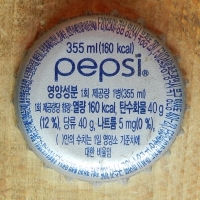 355 ml(160 kcal)
pepsi®
영양성분 1회 제공량 1병(355 ml)
1회 제공량당 함량: 열량 160 kcal, 탄수화물 40 g
(12 %), 당류 40 g, 나트륨 5 mg(0 %),
( )안의 수치는 1일 영양소 기준치에
대한 비율임